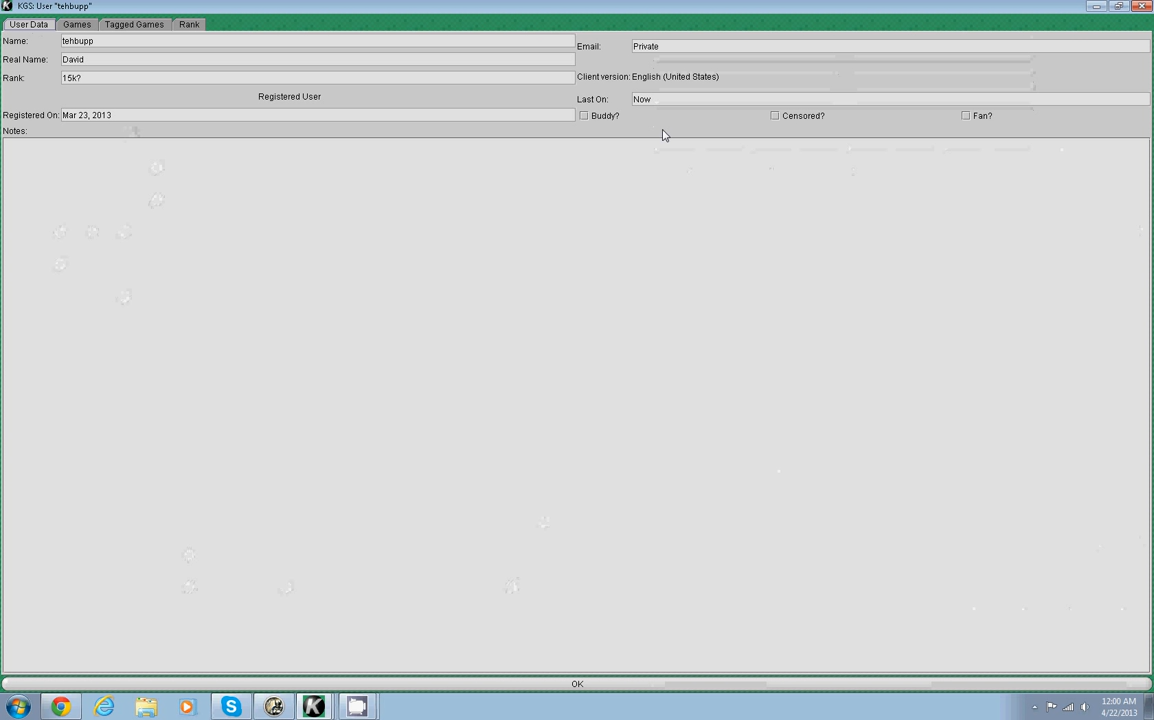 KGS: User "tehbupp"
User Data Games Tagged Games Rank
Name: tehbupp
Email: Private
Real Name: David
Rank: 15k?
Client version: English (United States)
Registered User
Last On: Now
Registered On: Mar 23, 2013
Buddy? Censored? Fan?
Notes:
OK
12:00 AM
4/22/2013